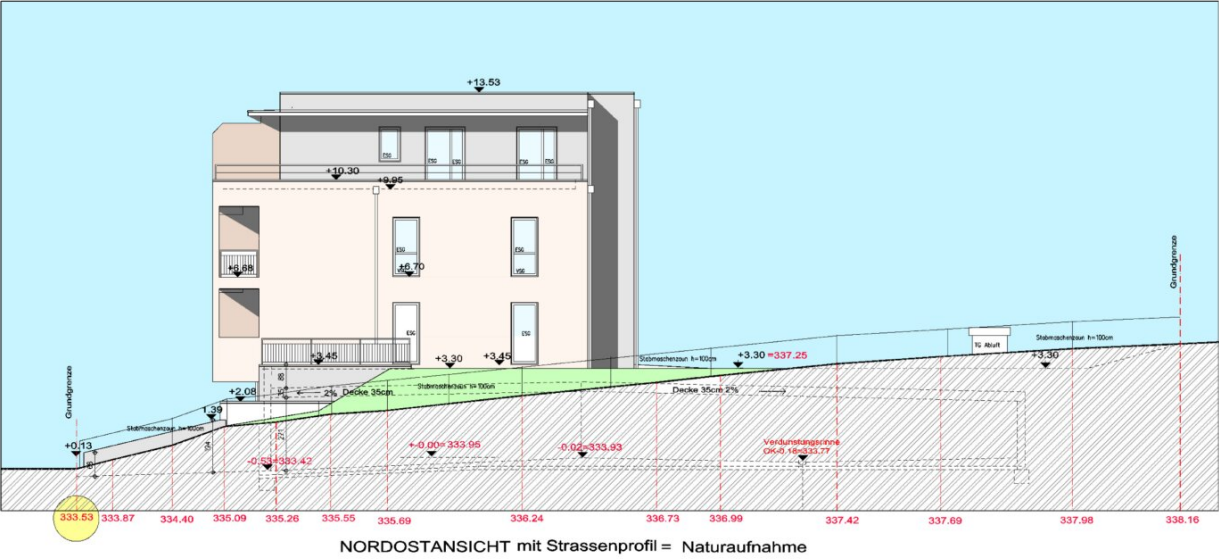 +13.53
ESG
ESG ESG
ESG ESG
+10.30
+9.95
ESG
VSG
ESG
VSG
+6.68
+6.70
Grundgrenze
ESG
ESG
TG Abluft
Stabmaschenzaun h=100cm
+3.45
+3.30
+3.45
Stabmaschenzaun h=100cm
+3.30 =337.25
+3.30
Grundgrenze
Stabmaschenzaun h=100cm
2%
Decke 35cm
Decke 35cm 2%
+2.08
1.39
Stabmaschenzaun h=100cm
+0.13
194
271
+-0.00=333.95
-0.02=333.93
Verdunstungsrinne
OK-0.18=333.77
-0.53=333.42
333.53 333.87 334.40 335.09 335.26 335.55 335.69 336.24 336.73 336.99 337.42 337.69 337.98 338.16
NORDOSTANSICHT mit Strassenprofil = Naturaufnahme